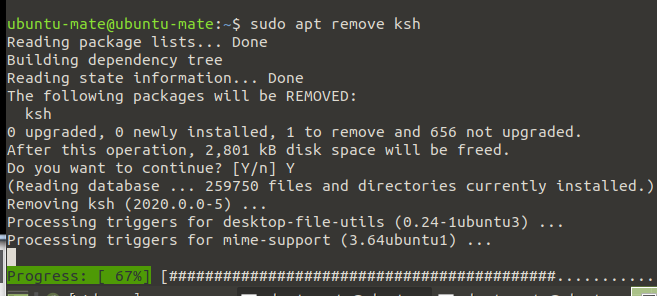 ubuntu-mate@ubuntu-mate:~$ sudo apt remove ksh
Reading package lists... Done
Building dependency tree
Reading state information... Done
The following packages will be REMOVED:
  ksh
0 upgraded, 0 newly installed, 1 to remove and 656 not upgraded.
After this operation, 2,801 kB disk space will be freed.
Do you want to continue? [Y/n] Y
(Reading database ... 259750 files and directories currently installed.)
Removing ksh (2020.0.0-5) ...
Processing triggers for desktop-file-utils (0.24-1ubuntu3) ...
Processing triggers for mime-support (3.64ubuntu1) ...
Progress: [ 67%] [###########################################...........